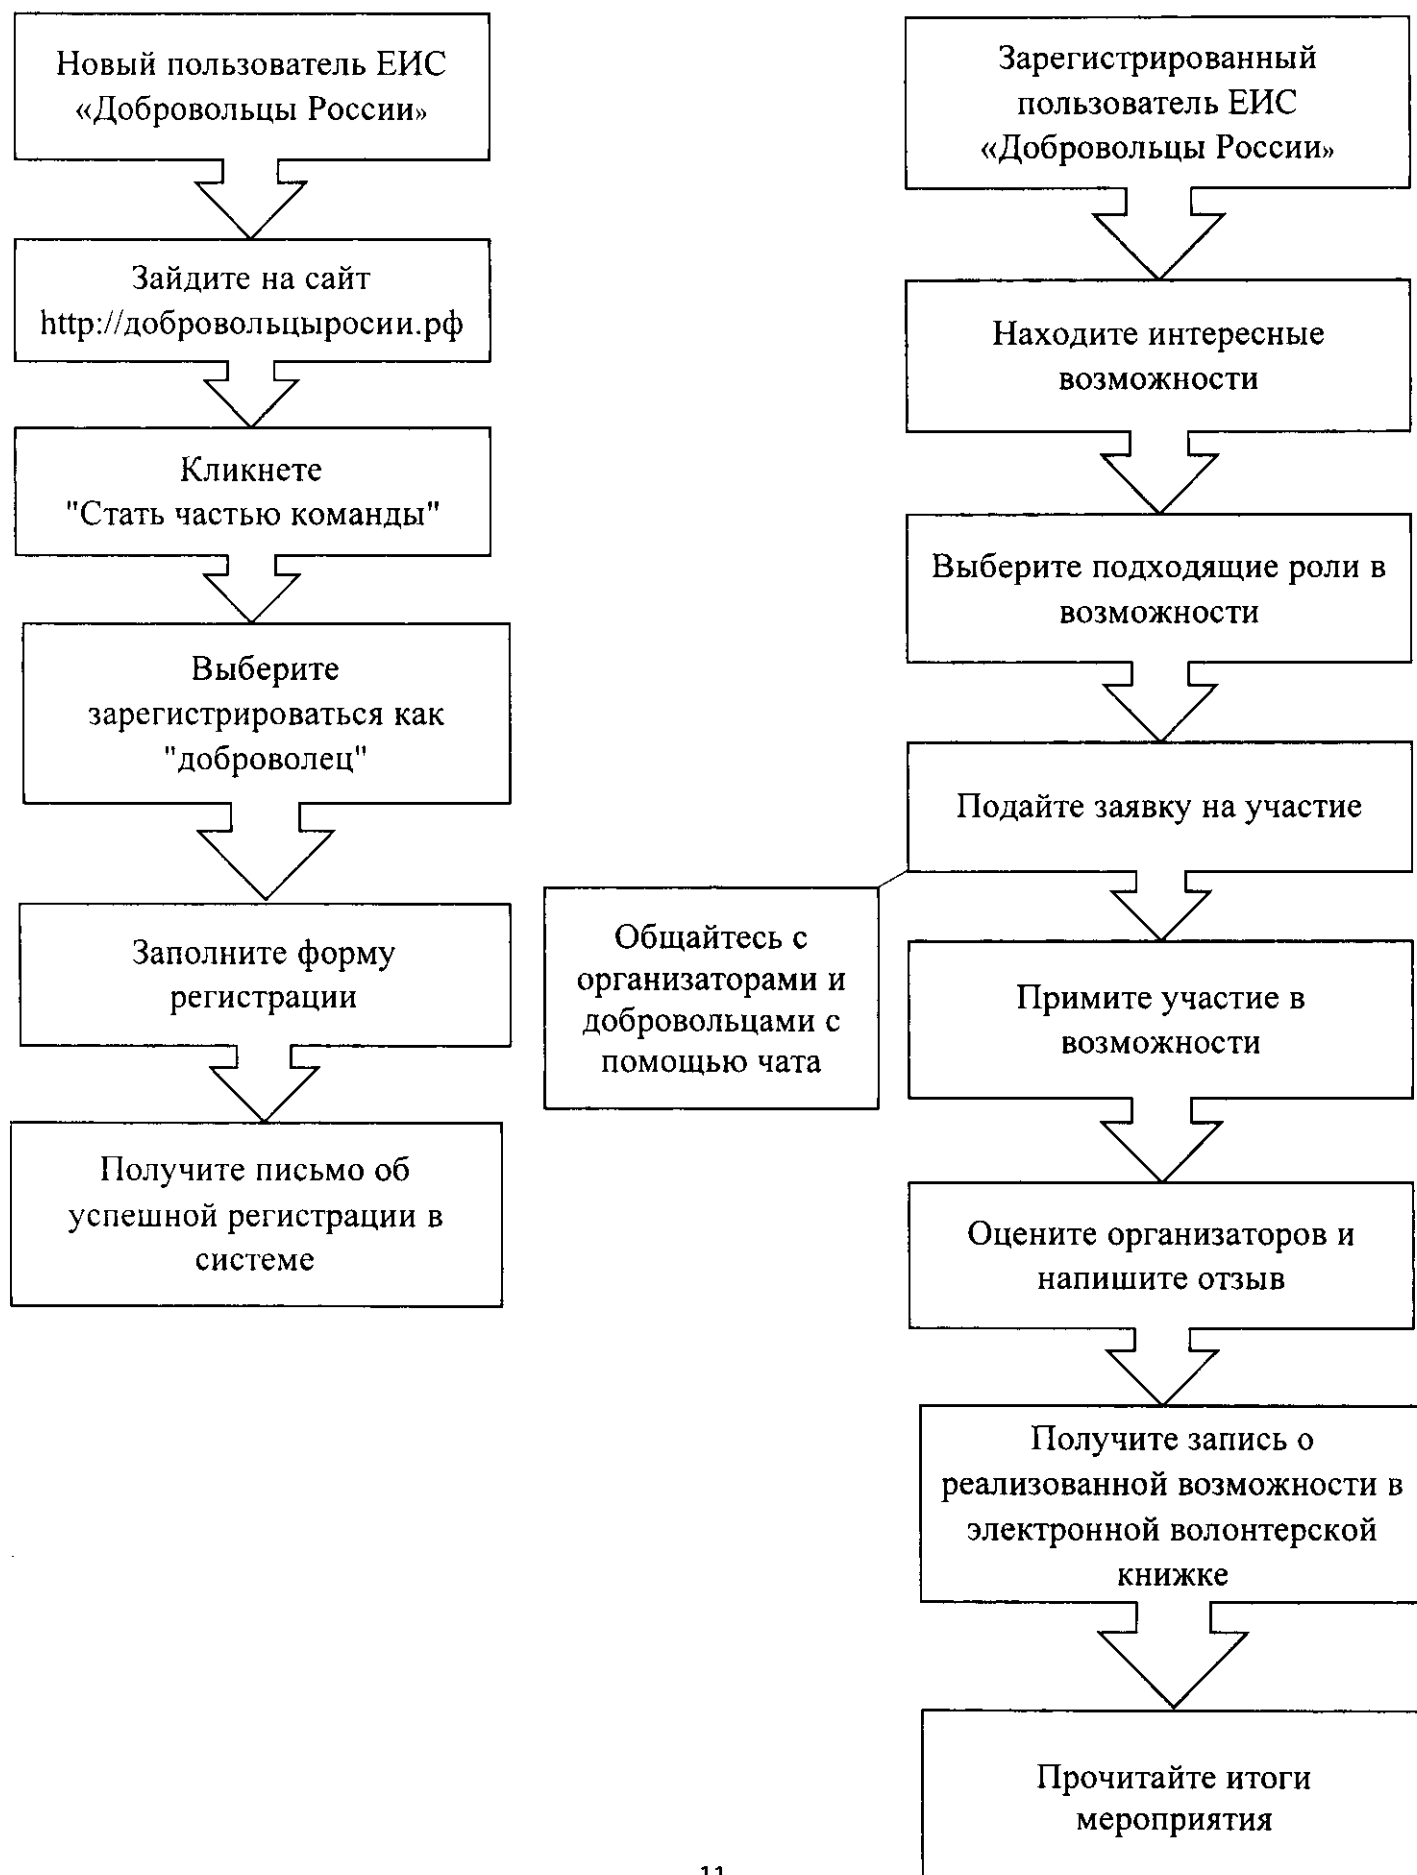 Новый пользователь ЕИС
«Добровольцы России»
Зайдите на сайт
http://добровольцыросии.рф
Кликнете
"Стать частью команды"
Выберите
зарегистрироваться как
"доброволец"
Заполните форму
регистрации
Получите письмо об
успешной регистрации в
системе
Зарегистрированный
пользователь ЕИС
«Добровольцы России»
Находите интересные
возможности
Выберите подходящие роли в
возможности
Подайте заявку на участие
Общайтесь с
организаторами и
добровольцами с
помощью чата
Примите участие в
возможности
Оцените организаторов и
напишите отзыв
Получите запись о
реализованной возможности в
электронной волонтерской
книжке
Прочитайте итоги
мероприятия
11